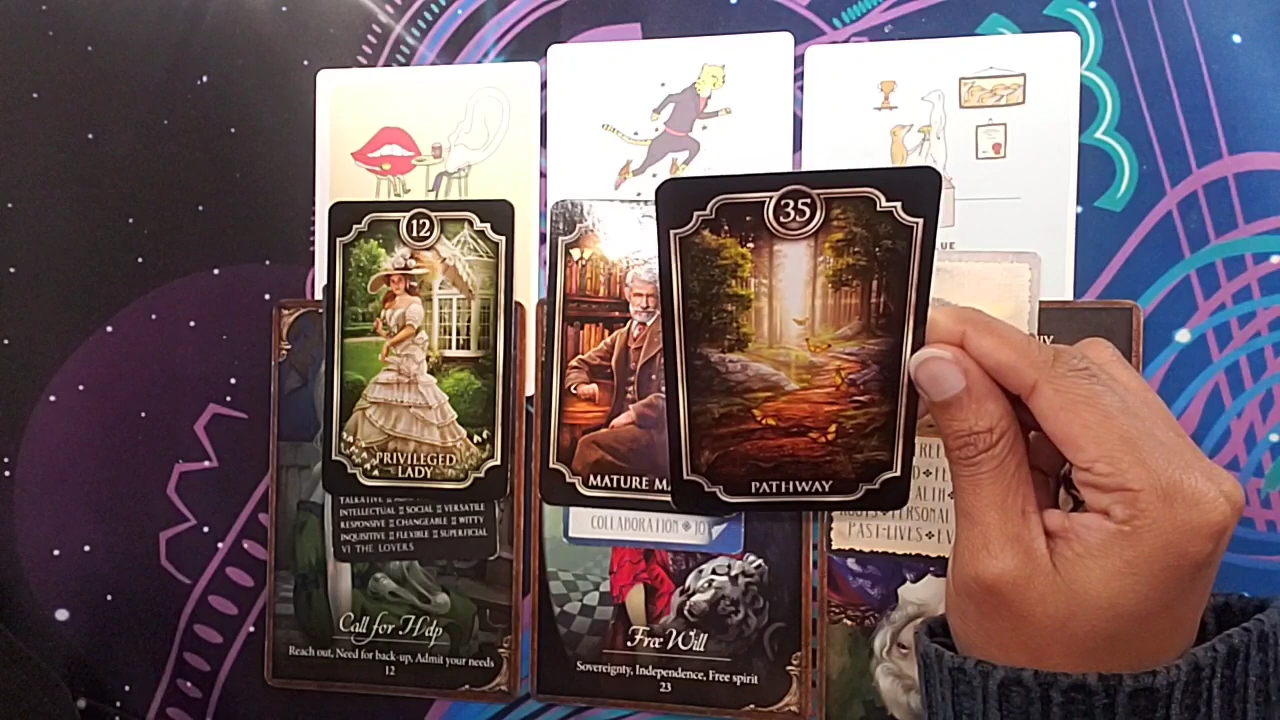 12
PRIVILEGED
LADY
INTELLECTUAL ♊ SOCIAL ♊ VERSATILE
RESPONSIVE ♊ CHANGEABLE ♊ WITTY
INQUISITIVE ♊ FLEXIBLE ♊ SUPERFICIAL
VI THE LOVERS
Call for Help
Reach out, Need for back-up, Admit your needs
12
MATURE
COLLABORATION ❖
Free Will
Sovereignty, Independence, Free spirit
23
35
PATHWAY
PERSONAL
PAST-LIVES ❖